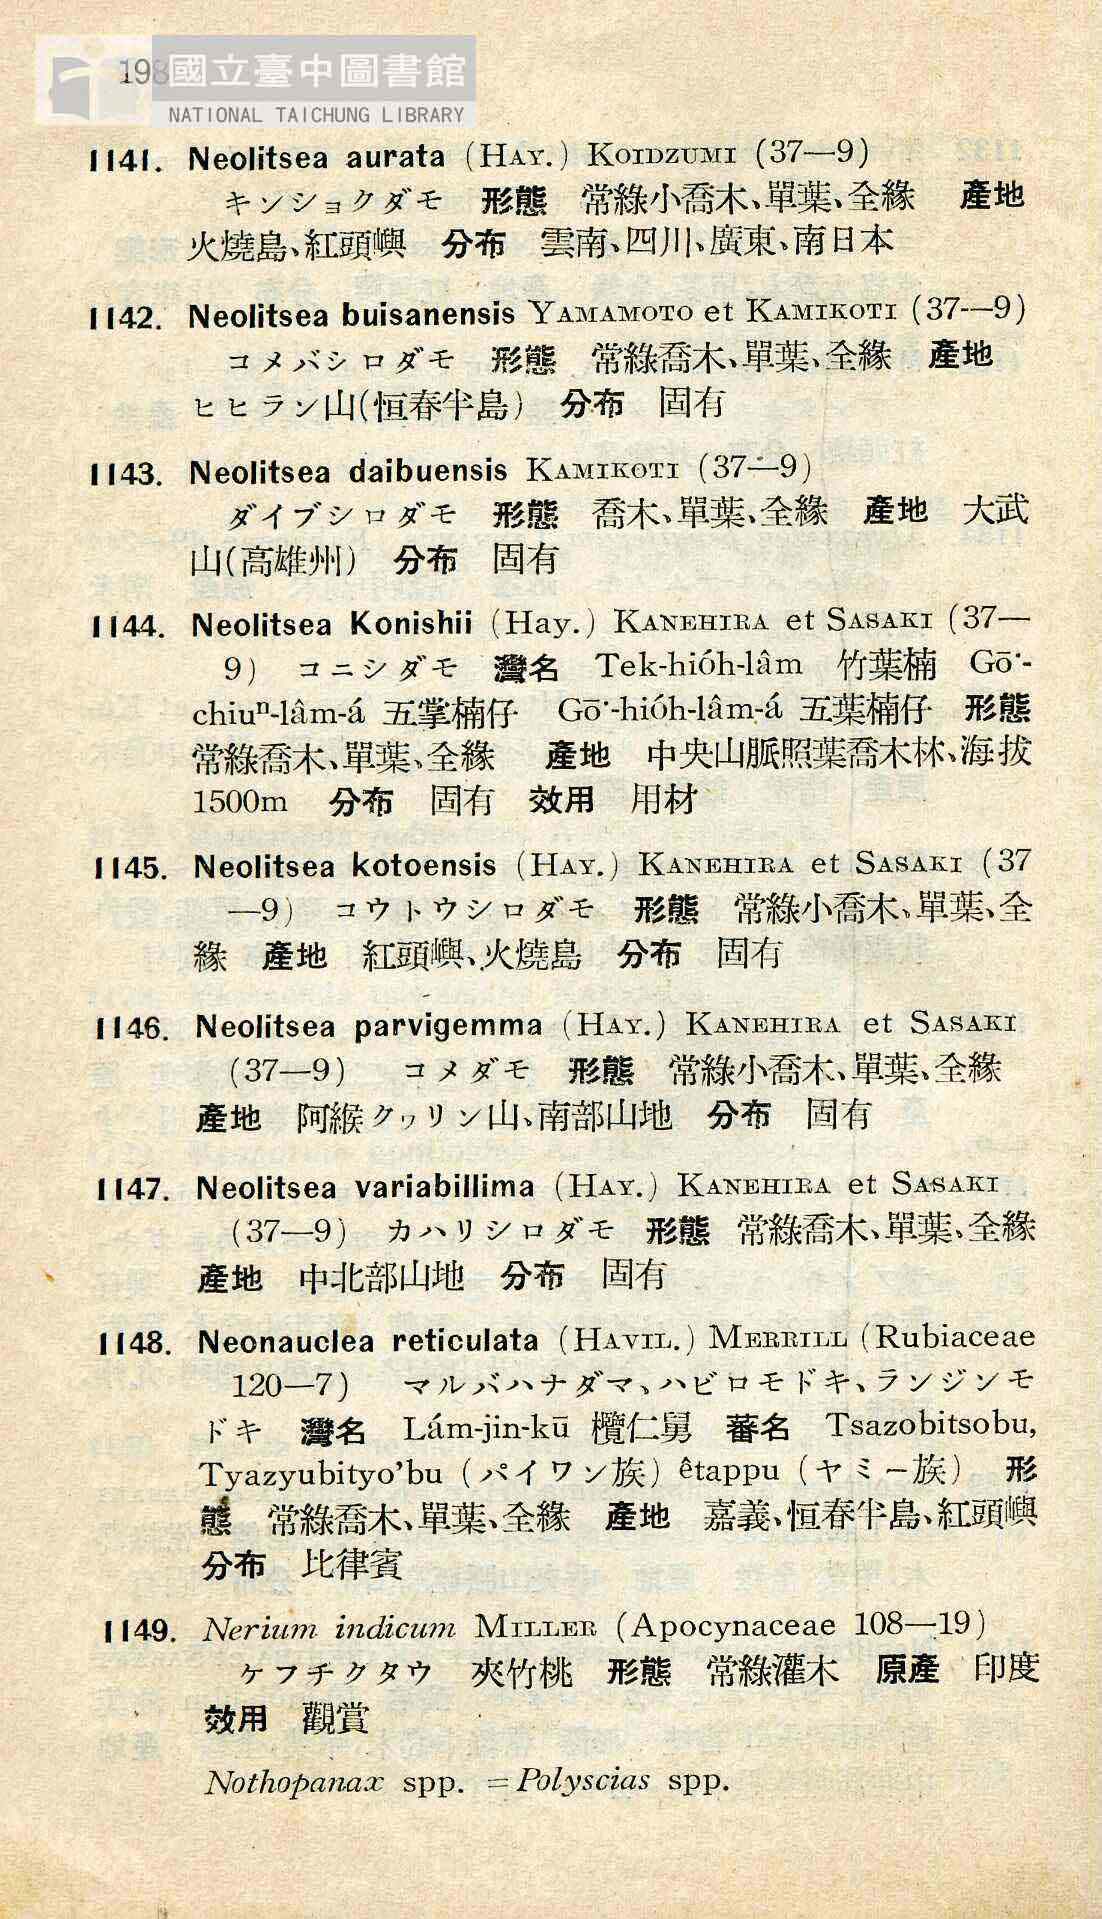 198
國立臺中圖書館
NATIONAL TAICHUNG LIBRARY
1141. Neolitsea aurata (HAY.) KOIDZUMI (37—9)
キンショクダモ 形態 常綠小喬木、單葉、全緣 產地
火燒島、紅頭嶼 分布 雲南、四川、廣東、南日本
1142. Neolitsea buisanensis YAMAMOTO et KAMIKOTI (37—9)
コメバシロダモ 形態 常綠喬木、單葉、全緣 產地
ヒヒラン山(恒春半島) 分布 固有
1143. Neolitsea daibuensis KAMIKOTI (37—9)
ダイブシロダモ 形態 喬木、單葉、全緣 產地 大武
山(高雄州) 分布 固有
1144. Neolitsea Konishii (Hay.) KANEHIRA et SASAKI (37—
9) コニシダモ 灣名 Tek-hióh-lâm 竹葉楠 Gō͘-
chiuⁿ-lâm-á 五掌楠仔 Gō͘-hióh-lâm-á 五葉楠仔 形態
常綠喬木、單葉、全緣 產地 中央山脈照葉喬木林、海拔
1500m 分布 固有 效用 用材
1145. Neolitsea kotoensis (HAY.) KANEHIRA et SASAKI (37
—9) コウトウシロダモ 形態 常綠小喬木、單葉、全
緣 產地 紅頭嶼、火燒島 分布 固有
1146. Neolitsea parvigemma (HAY.) KANEHIRA et SASAKI
(37—9) コメダモ 形態 常綠小喬木、單葉、全緣
產地 阿緱クヮリン山、南部山地 分布 固有
1147. Neolitsea variabillima (HAY.) KANEHIRA et SASAKI
(37—9) カハリシロダモ 形態 常綠喬木、單葉、全緣
產地 中北部山地 分布 固有
1148. Neonauclea reticulata (HAVIL.) MERRILL (Rubiaceae
120—7) マルバハナダマ、ハビロモドキ、ランジンモ
ドキ 灣名 Lám-jin-kū 欖仁舅 蕃名 Tsazobitsobu,
Tyazyubityo'bu (パイワン族) êtappu (ヤミー族) 形
態 常綠喬木、單葉、全緣 產地 嘉義、恒春半島、紅頭嶼
分布 比律賓
1149. Nerium indicum MILLER (Apocynaceae 108—19)
ケフチクタウ 夾竹桃 形態 常綠灌木 原產 印度
效用 觀賞
Nothopanax spp. = Polyscias spp.